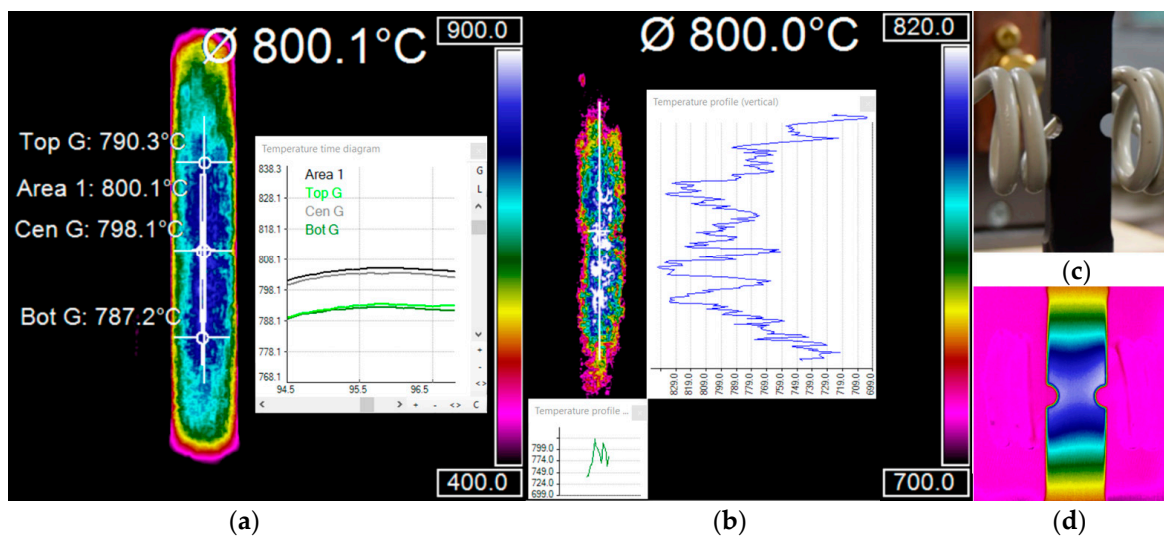 Ø 800.1°C
900.0
Top G: 790.3°C
Area 1: 800.1°C
Cen G: 798.1°C
Bot G: 787.2°C
Temperature time diagram
838.3
828.1
818.1
808.1
798.1
788.1
778.1
768.1
Area 1
Top G
Cen G
Bot G
94.5 95.5 96.5
G
L
+
-
<>
< > + - <> C
400.0
(a)
Ø 800.0°C
820.0
Temperature profile (vertical)
829.0 819.0 809.0 799.0 789.0 779.0 769.0 759.0 749.0 739.0 729.0 719.0 709.0 699.0
Temperature profile ...
799.0
774.0
749.0
724.0
699.0
700.0
(b)
(c)
(d)